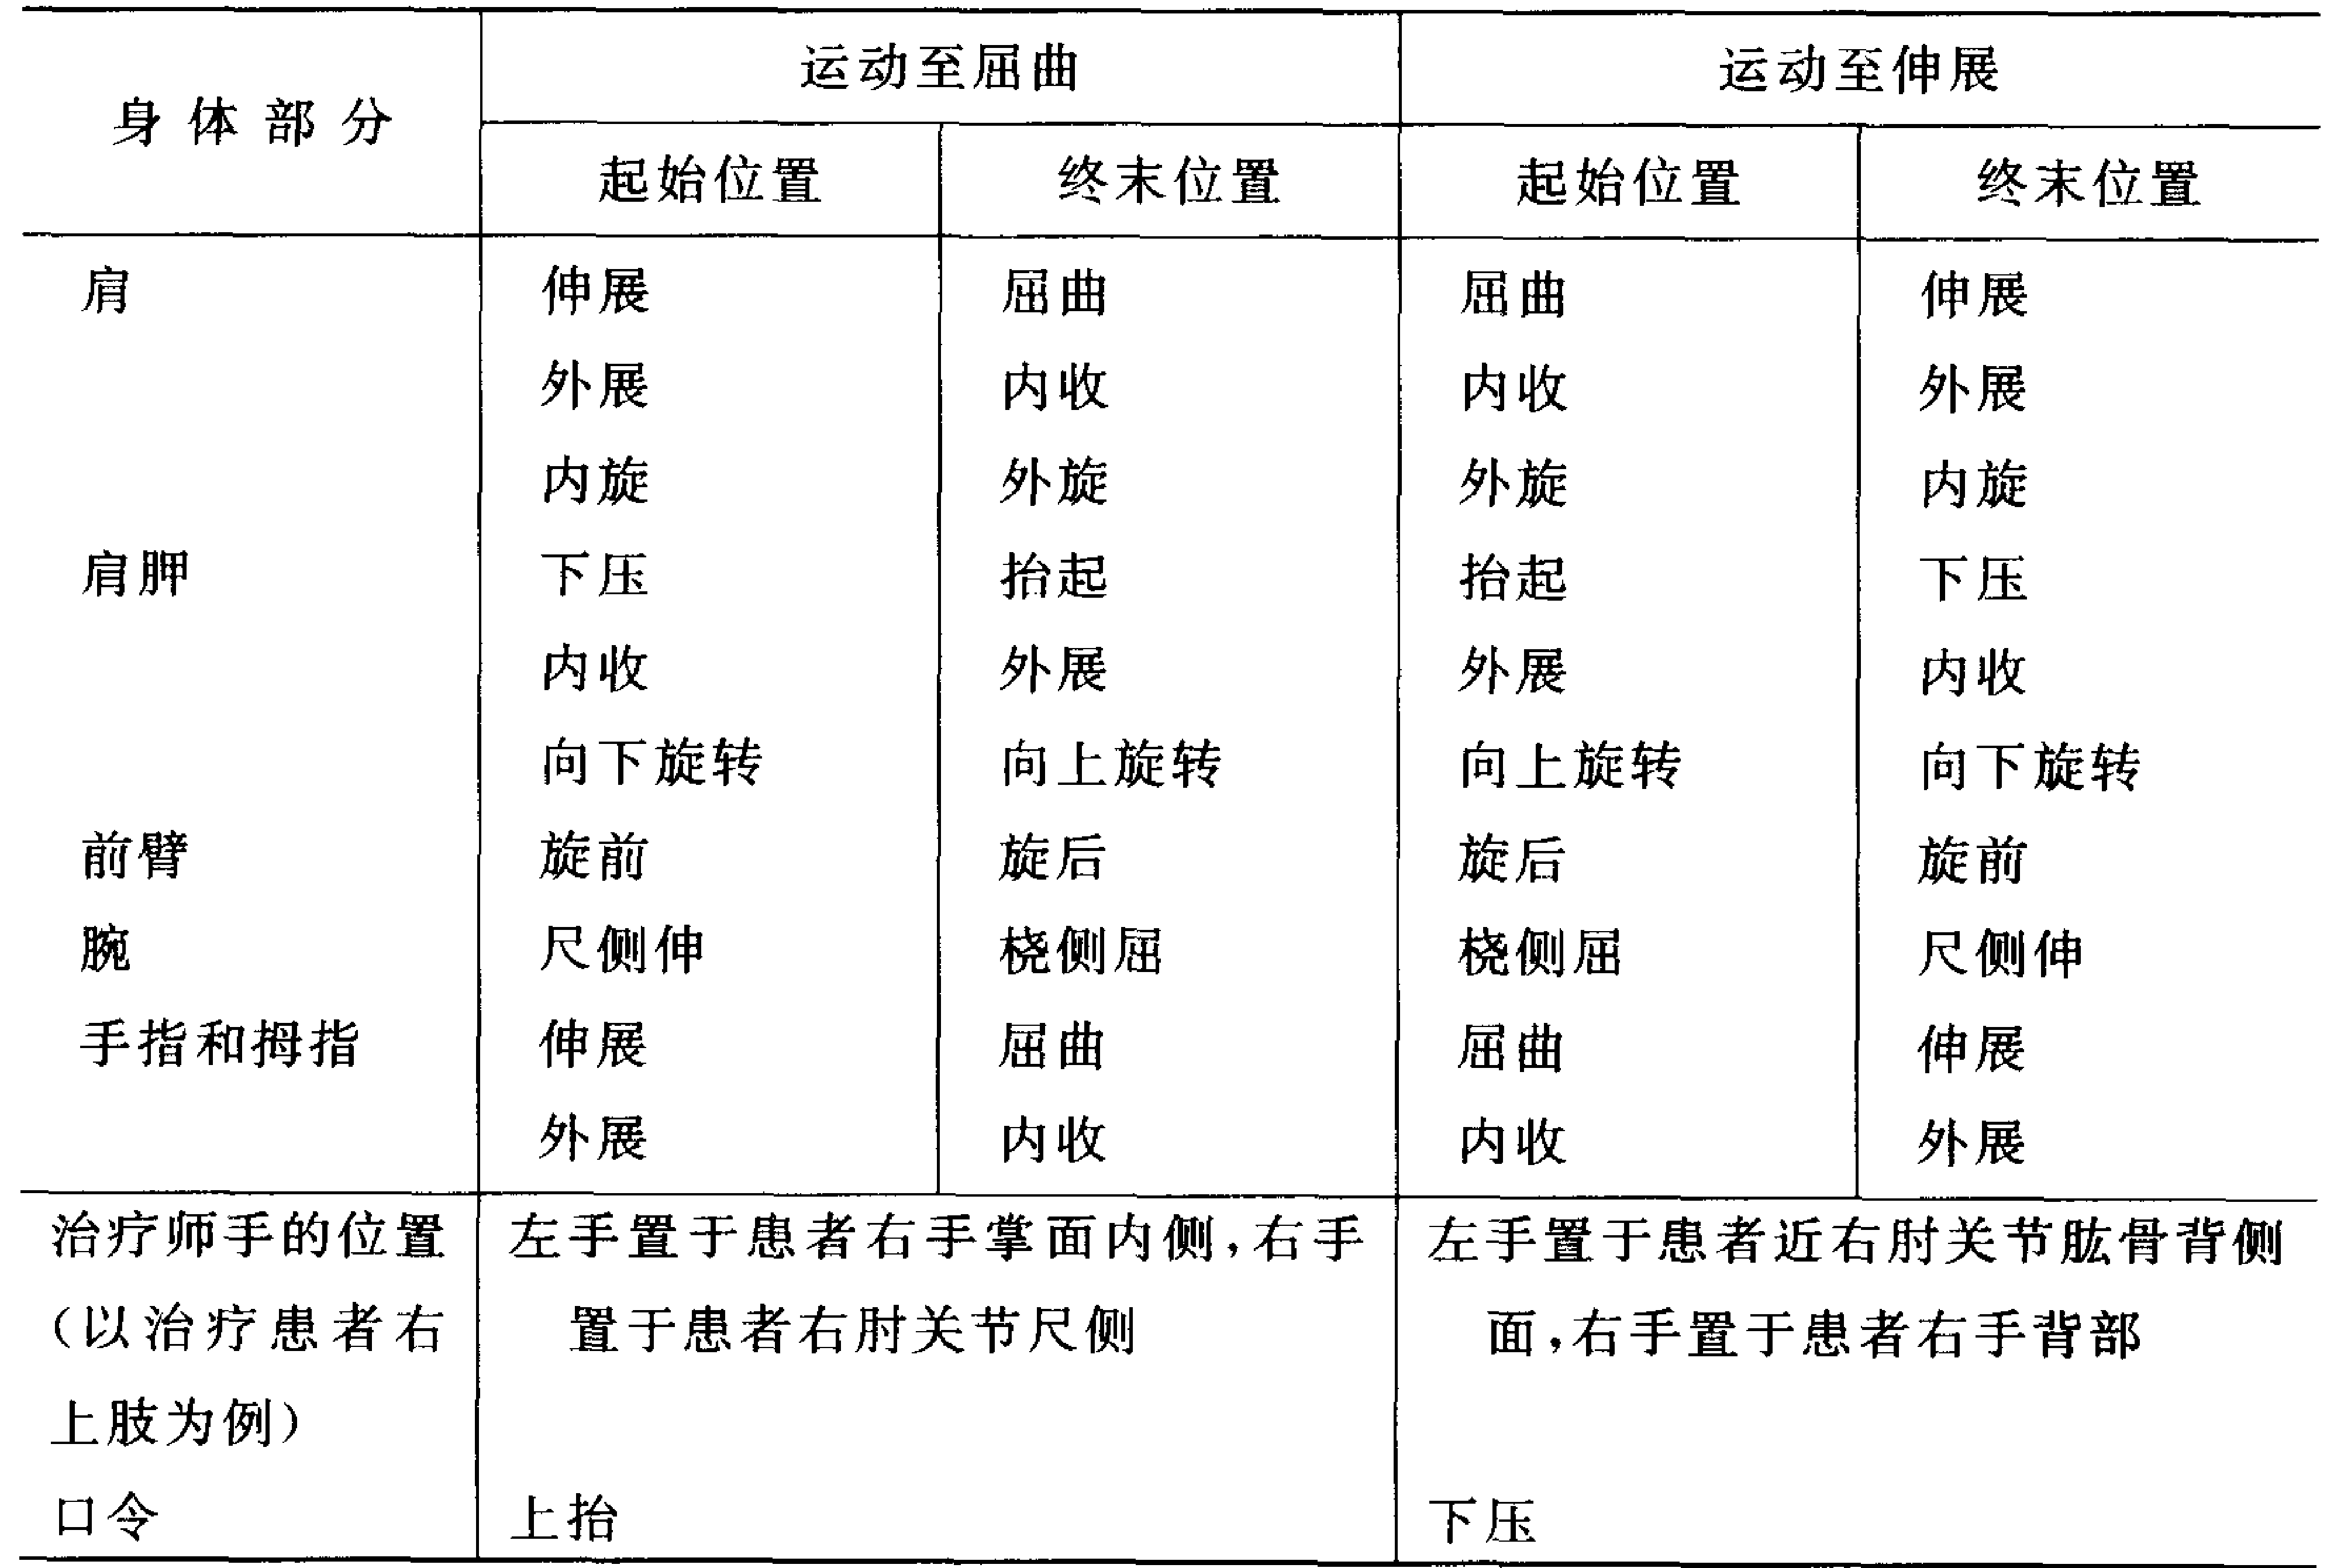 身体部分 运动至屈曲 运动至伸展
起始位置 终末位置 起始位置 终末位置
肩 伸展 屈曲 屈曲 伸展
外展 内收 内收 外展
内旋 外旋 外旋 内旋
肩胛 下压 抬起 抬起 下压
内收 外展 外展 内收
向下旋转 向上旋转 向上旋转 向下旋转
前臂 旋前 旋后 旋后 旋前
腕 尺侧伸 桡侧屈 桡侧屈 尺侧伸
手指和拇指 伸展 屈曲 屈曲 伸展
外展 内收 内收 外展
治疗师手的位置 左手置于患者右手掌面内侧,右手 左手置于患者近右肘关节肱骨背侧
(以治疗患者右 置于患者右肘关节尺侧 面,右手置于患者右手背部
上肢为例)
口令 上抬 下压